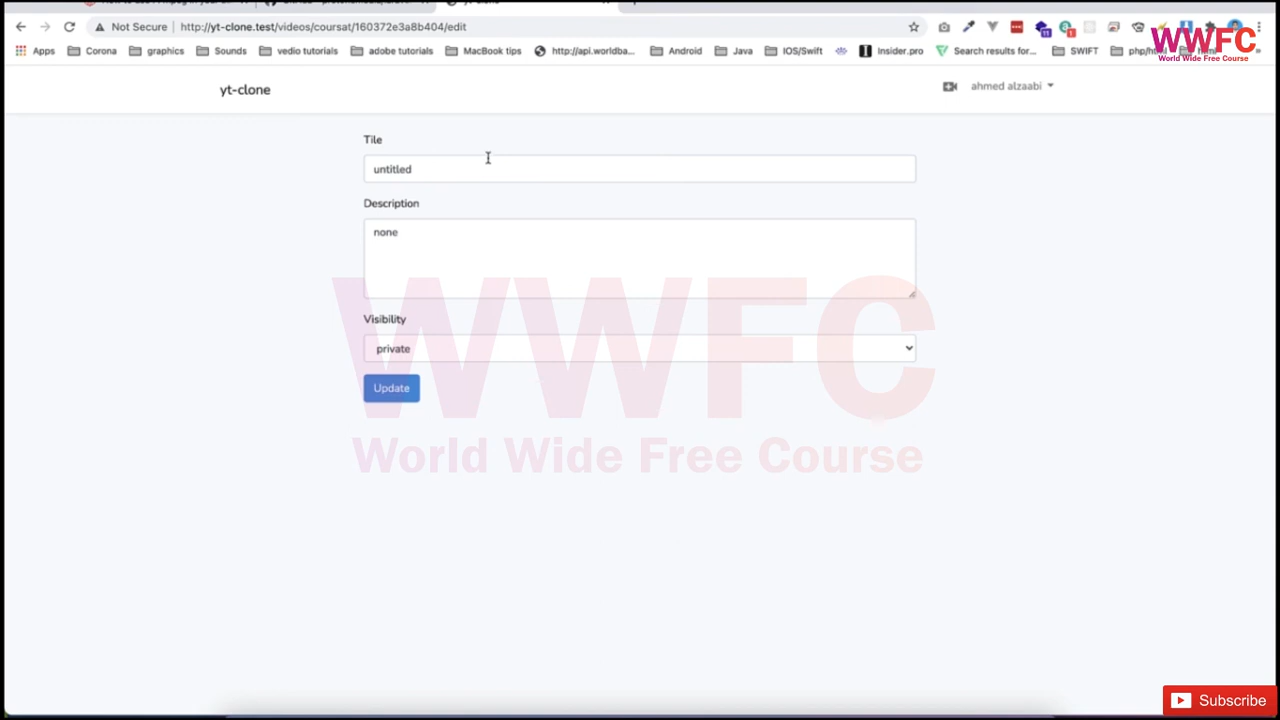 Not Secure
http://yt-clone.test/videos/coursat/160372e3a8b404/edit
Apps
Corona
graphics
Sounds
vedio tutorials
adobe tutorials
MacBook tips
http://api.worldba...
Android
Java
IOS/Swift
Insider.pro
Search results for...
SWIFT
WWFC
World Wide Free Course
yt-clone
ahmed alzaabi
Tile
untitled
Description
none
Visibility
private
Update
WWFC
World Wide Free Course
Subscribe